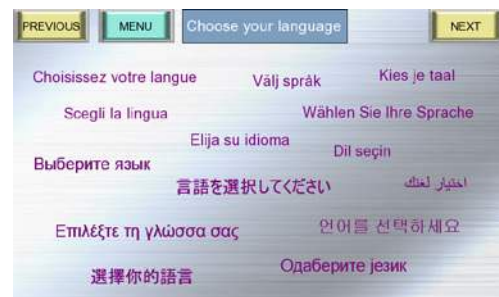 PREVIOUS MENU Choose your language NEXT
Choisissez votre langue
Välj språk
Kies je taal
Scegli la lingua
Wählen Sie Ihre Sprache
Elija su idioma
Dil seçin
Выберите язык
言語を選択してください
اختيار لغتك
Επιλέξτε τη γλώσσα σας
언어를 선택하세요
選擇你的語言
Одаберите језик